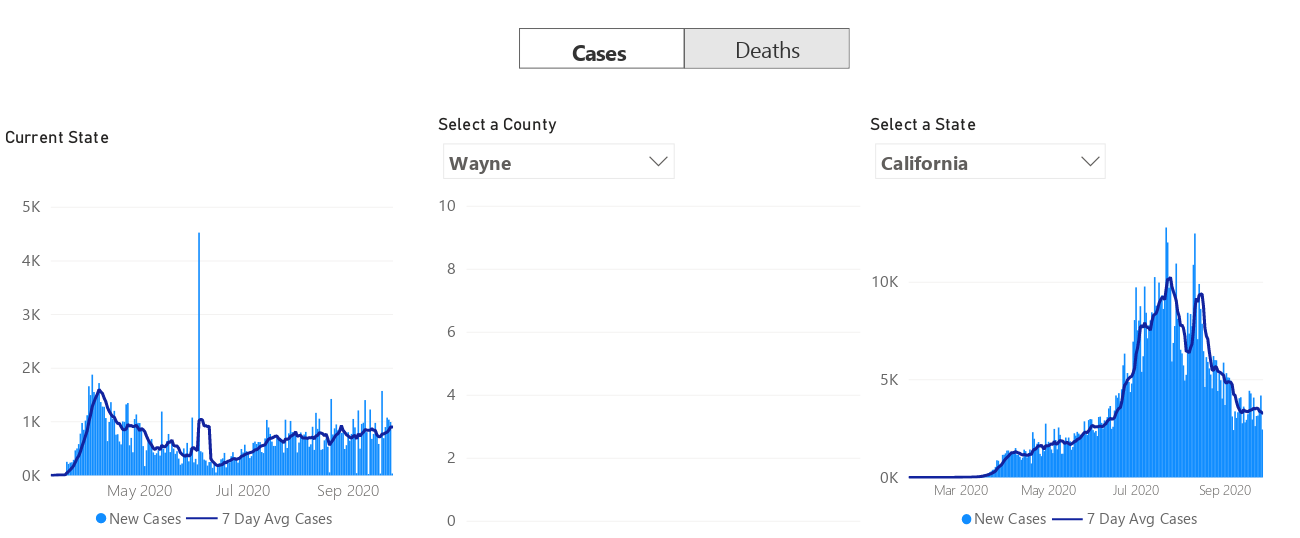 Cases Deaths
Current State
5K
4K
3K
2K
1K
0K
May 2020 Jul 2020 Sep 2020
New Cases 7 Day Avg Cases
Select a County
Wayne
10
8
6
4
2
0
Select a State
California
10K
5K
0K
Mar 2020 May 2020 Jul 2020 Sep 2020
New Cases 7 Day Avg Cases